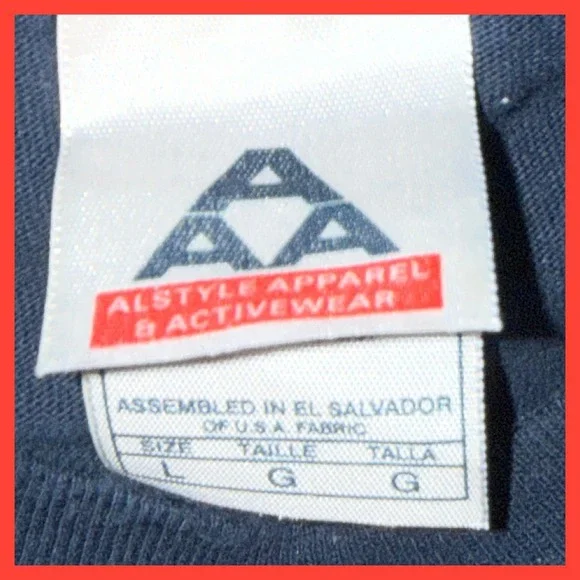 A
A A
ALSTYLE APPAREL
& ACTIVEWEAR
ASSEMBLED IN EL SALVADOR
OF U.S.A. FABRIC
SIZE TAILLE TALLA
L G G